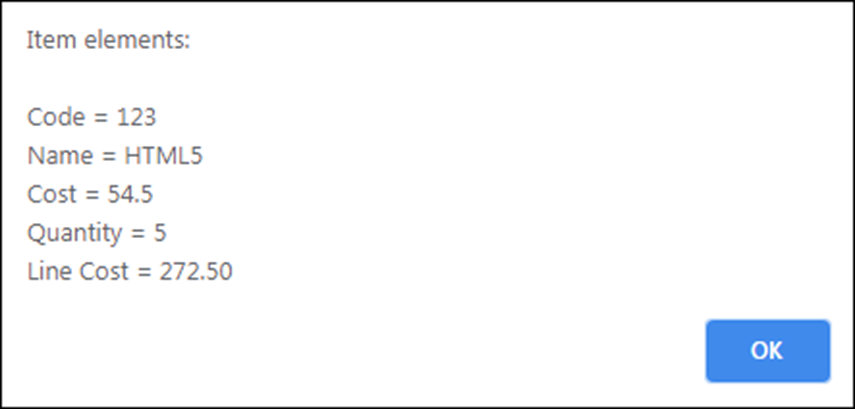 Item elements:
Code = 123
Name = HTML5
Cost = 54.5
Quantity = 5
Line Cost = 272.50
OK